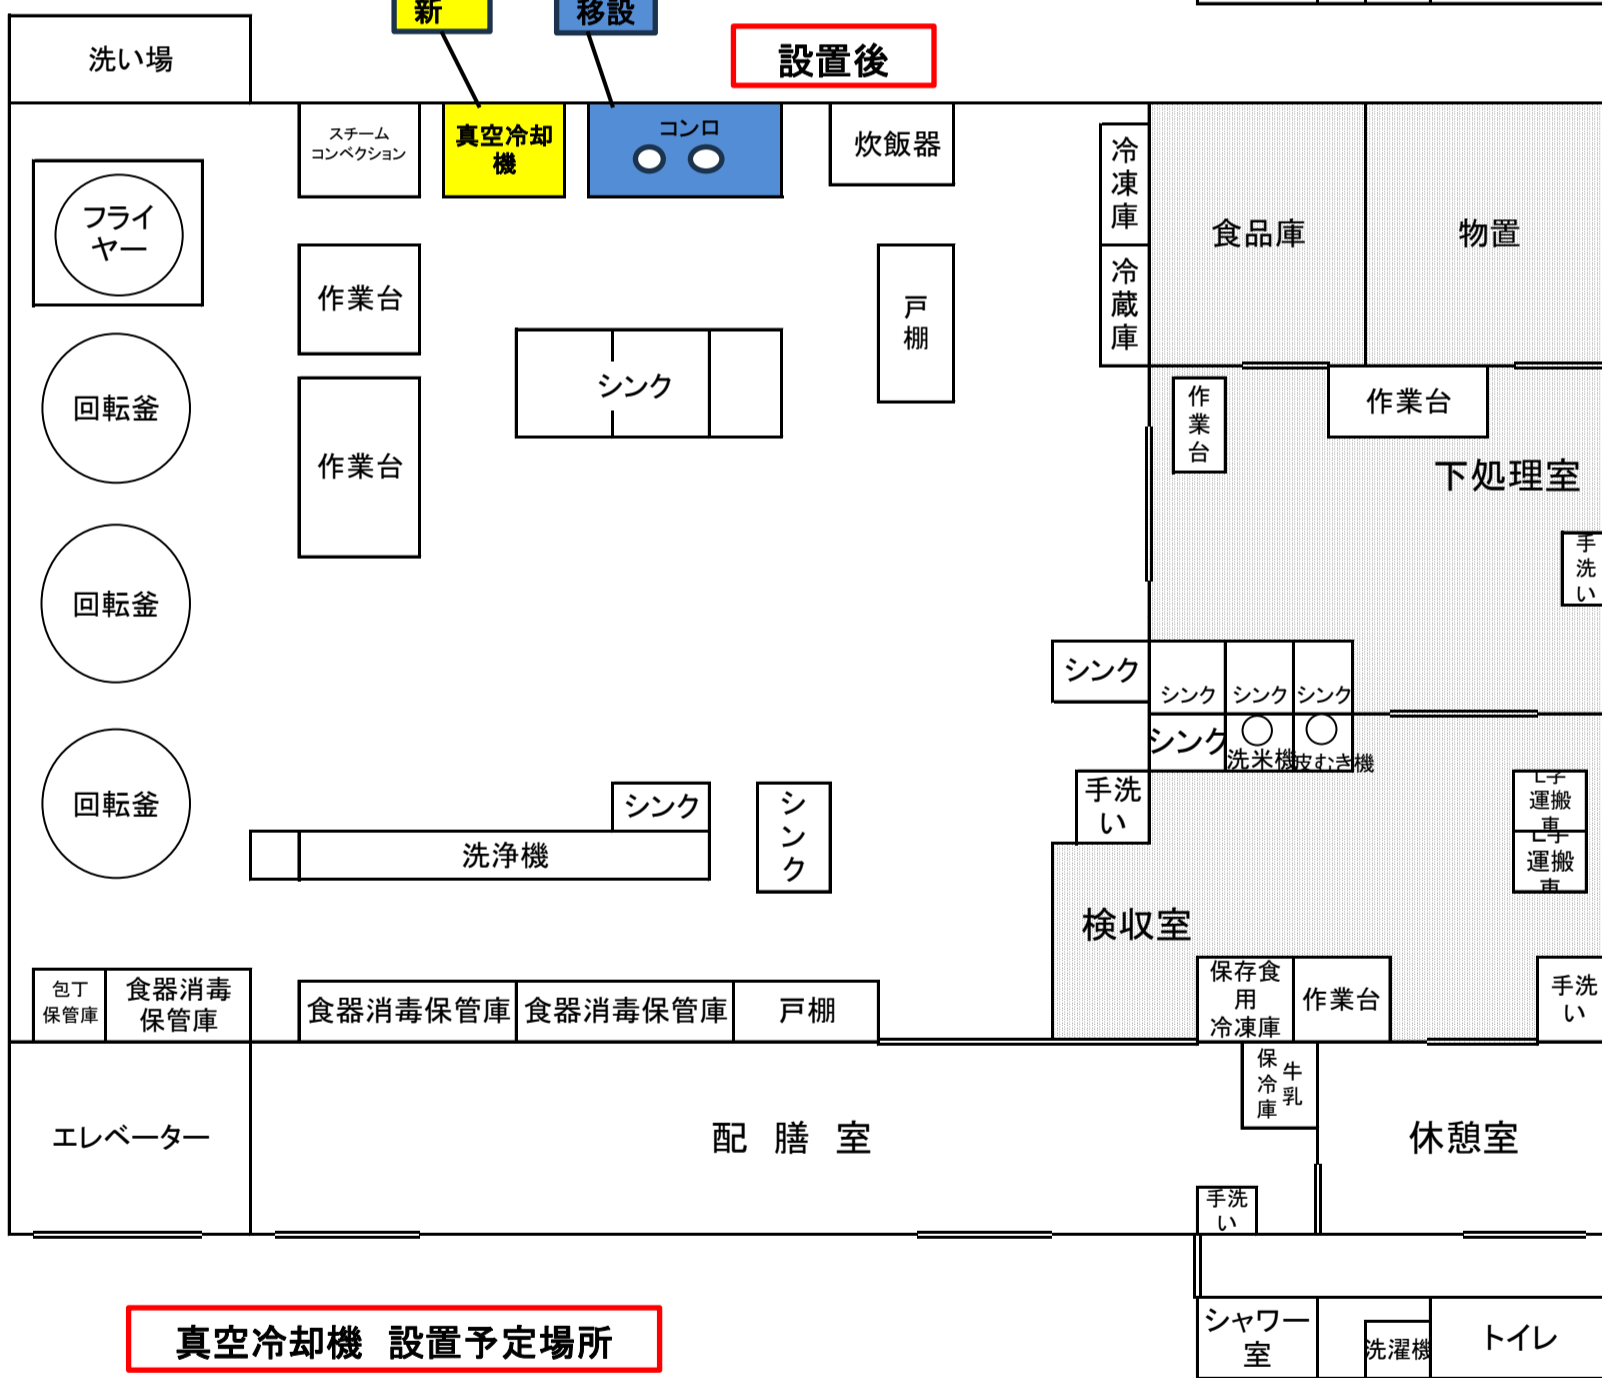 新
移設
設置後
洗い場
スチーム
コンベクション
真空冷却
機
コンロ
炊飯器
冷凍庫
食品庫
物置
フライ
ヤー
作業台
冷蔵庫
戸棚
シンク
作業台
作業台
回転釜
作業台
下処理室
手洗い
回転釜
シンク
シンク
シンク
シンク
シンク
洗米機
皮むき機
手洗
い
運搬
車
運搬
車
回転釜
シンク
シンク
洗浄機
検収室
包丁
保管庫
食器消毒
保管庫
食器消毒保管庫
食器消毒保管庫
戸棚
保存食
用
冷凍庫
作業台
手洗
い
牛乳
保冷庫
エレベーター
配 膳 室
休憩室
手洗
い
真空冷却機 設置予定場所
シャワー
室
洗濯機
トイレ